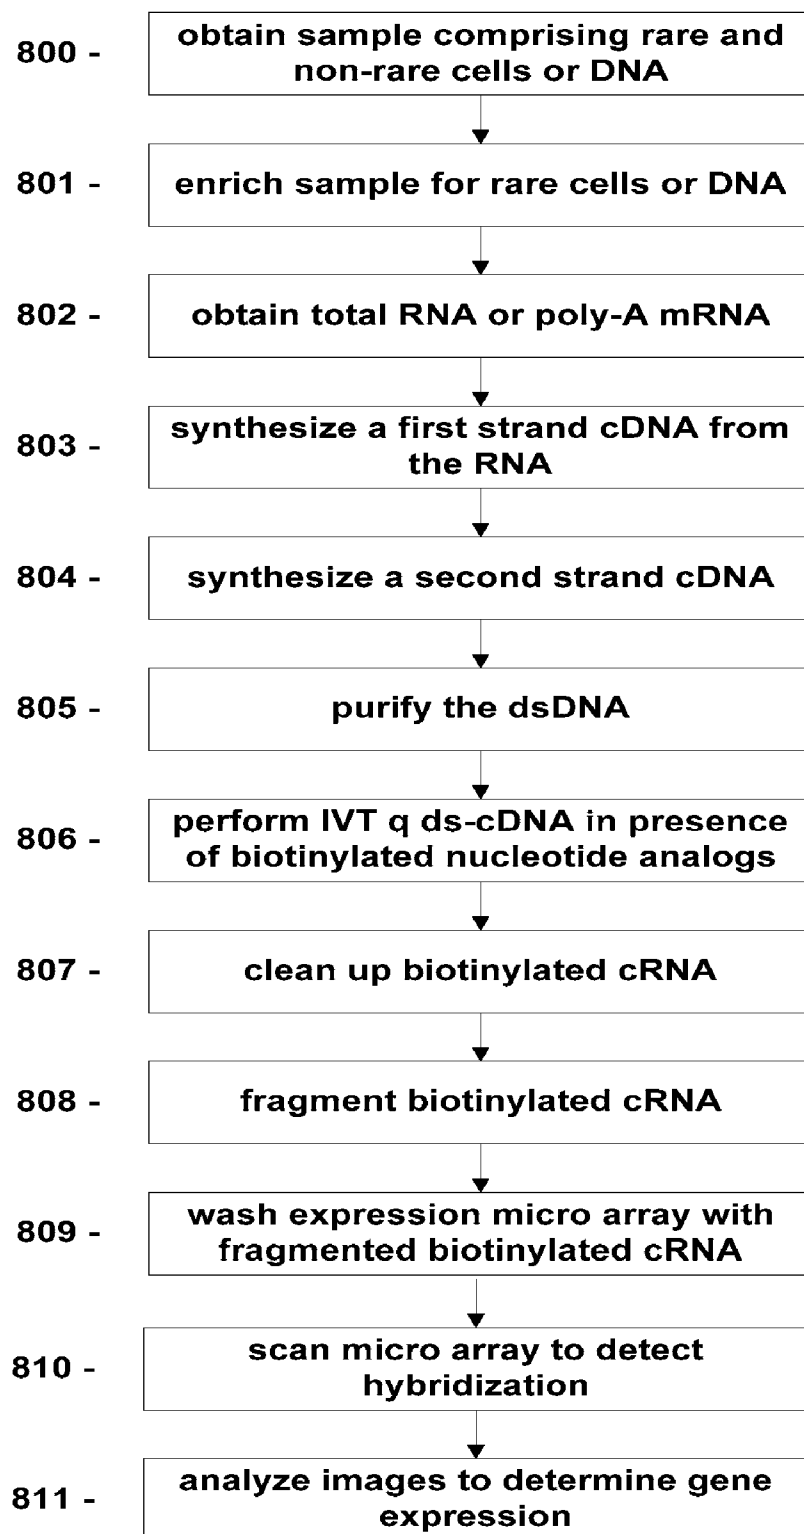 800 - obtain sample comprising rare and
non-rare cells or DNA
801 - enrich sample for rare cells or DNA
802 - obtain total RNA or poly-A mRNA
803 - synthesize a first strand cDNA from
the RNA
804 - synthesize a second strand cDNA
805 - purify the dsDNA
806 - perform IVT q ds-cDNA in presence
of biotinylated nucleotide analogs
807 - clean up biotinylated cRNA
808 - fragment biotinylated cRNA
809 - wash expression micro array with
fragmented biotinylated cRNA
810 - scan micro array to detect
hybridization
811 - analyze images to determine gene
expression